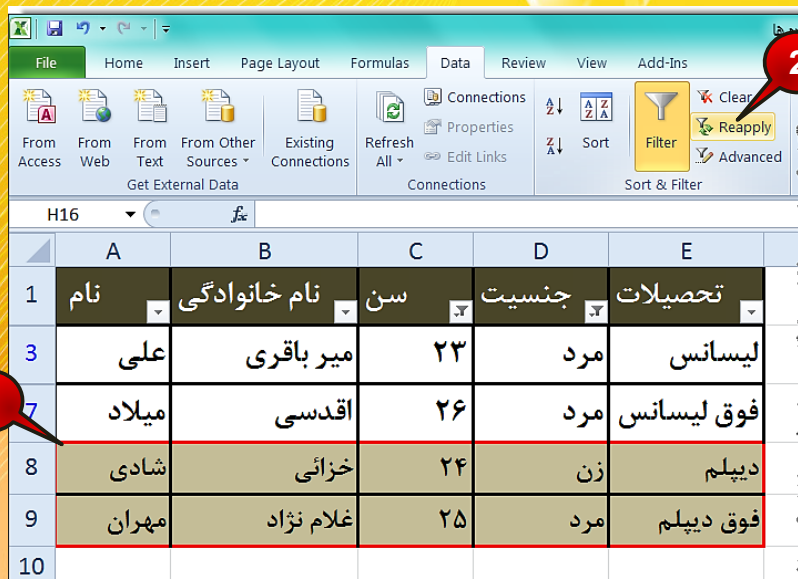 File Home Insert Page Layout Formulas Data Review View Add-Ins
2
From Access
From Web
From Text
From Other Sources
Existing Connections
Get External Data
Refresh All
Connections
Properties
Edit Links
Connections
Sort
Filter
Clear
Reapply
Advanced
Sort & Filter
H16 fx
A B C D E
1 نام نام خانوادگی سن جنسیت تحصیلات
3 علی میر باقری ۲۳ مرد لیسانس
7 میلاد اقدسی ۲۶ مرد فوق لیسانس
8 شادی خزائی ۲۴ زن دیپلم
9 مهران غلام نژاد ۲۵ مرد فوق دیپلم
10